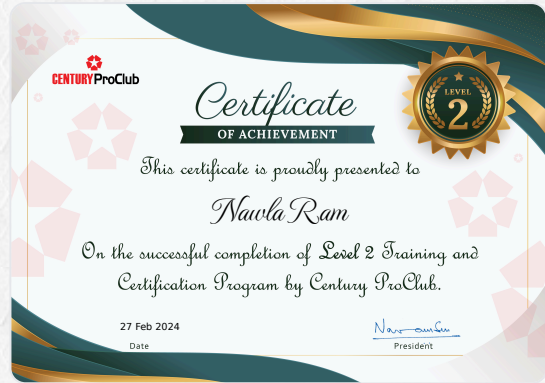 CENTURY ProClub
LEVEL
2
Certificate
OF ACHIEVEMENT
This certificate is proudly presented to
Nawla Ram
On the successful completion of Level 2 Training and
Certification Program by Century ProClub.
27 Feb 2024
Date
President